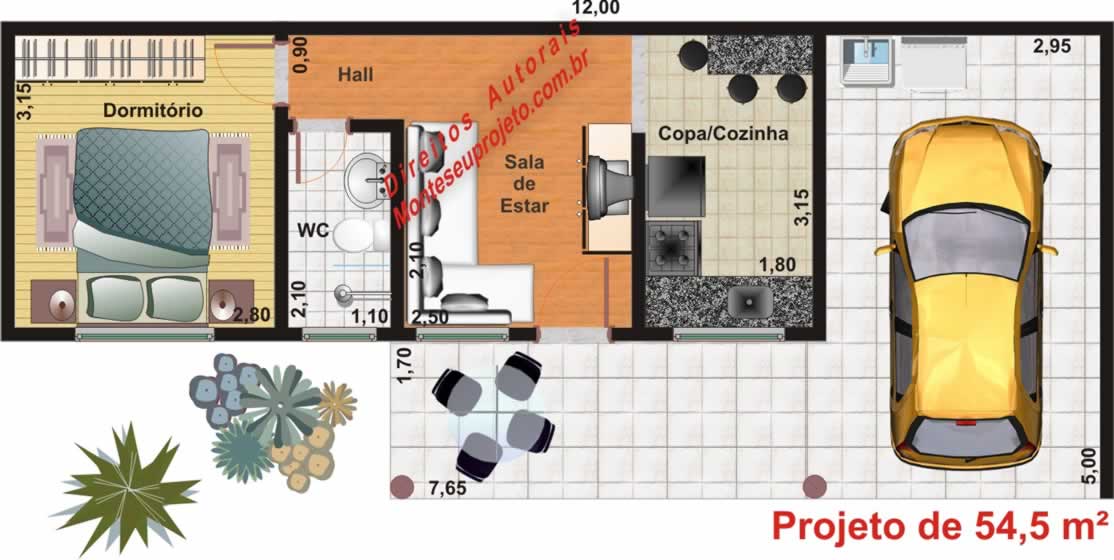 12,00
2,95
0,90
Hall
3,15
Dormitório
Direitos Autorais
Monteseuprojeto.com.br
Copa/Cozinha
Sala
de
Estar
3,15
WC
2,10
1,80
2,10
2,80
1,10
2,50
1,70
5,00
7,65
Projeto de 54,5 m²